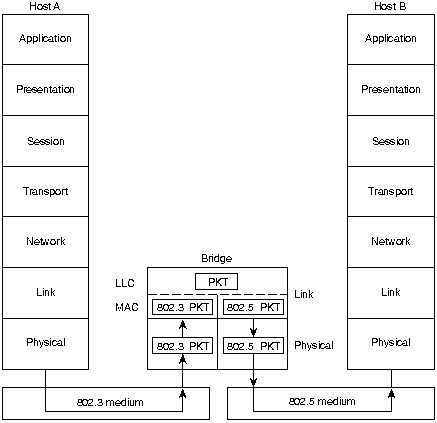 Host A
Host B
Application
Application
Presentation
Presentation
Session
Session
Transport
Transport
Network
Network
Bridge
LLC
PKT
Link
Link
Link
MAC
802.3 PKT
802.5 PKT
Physical
802.3 PKT
802.5 PKT
Physical
Physical
802.3 medium
802.5 medium